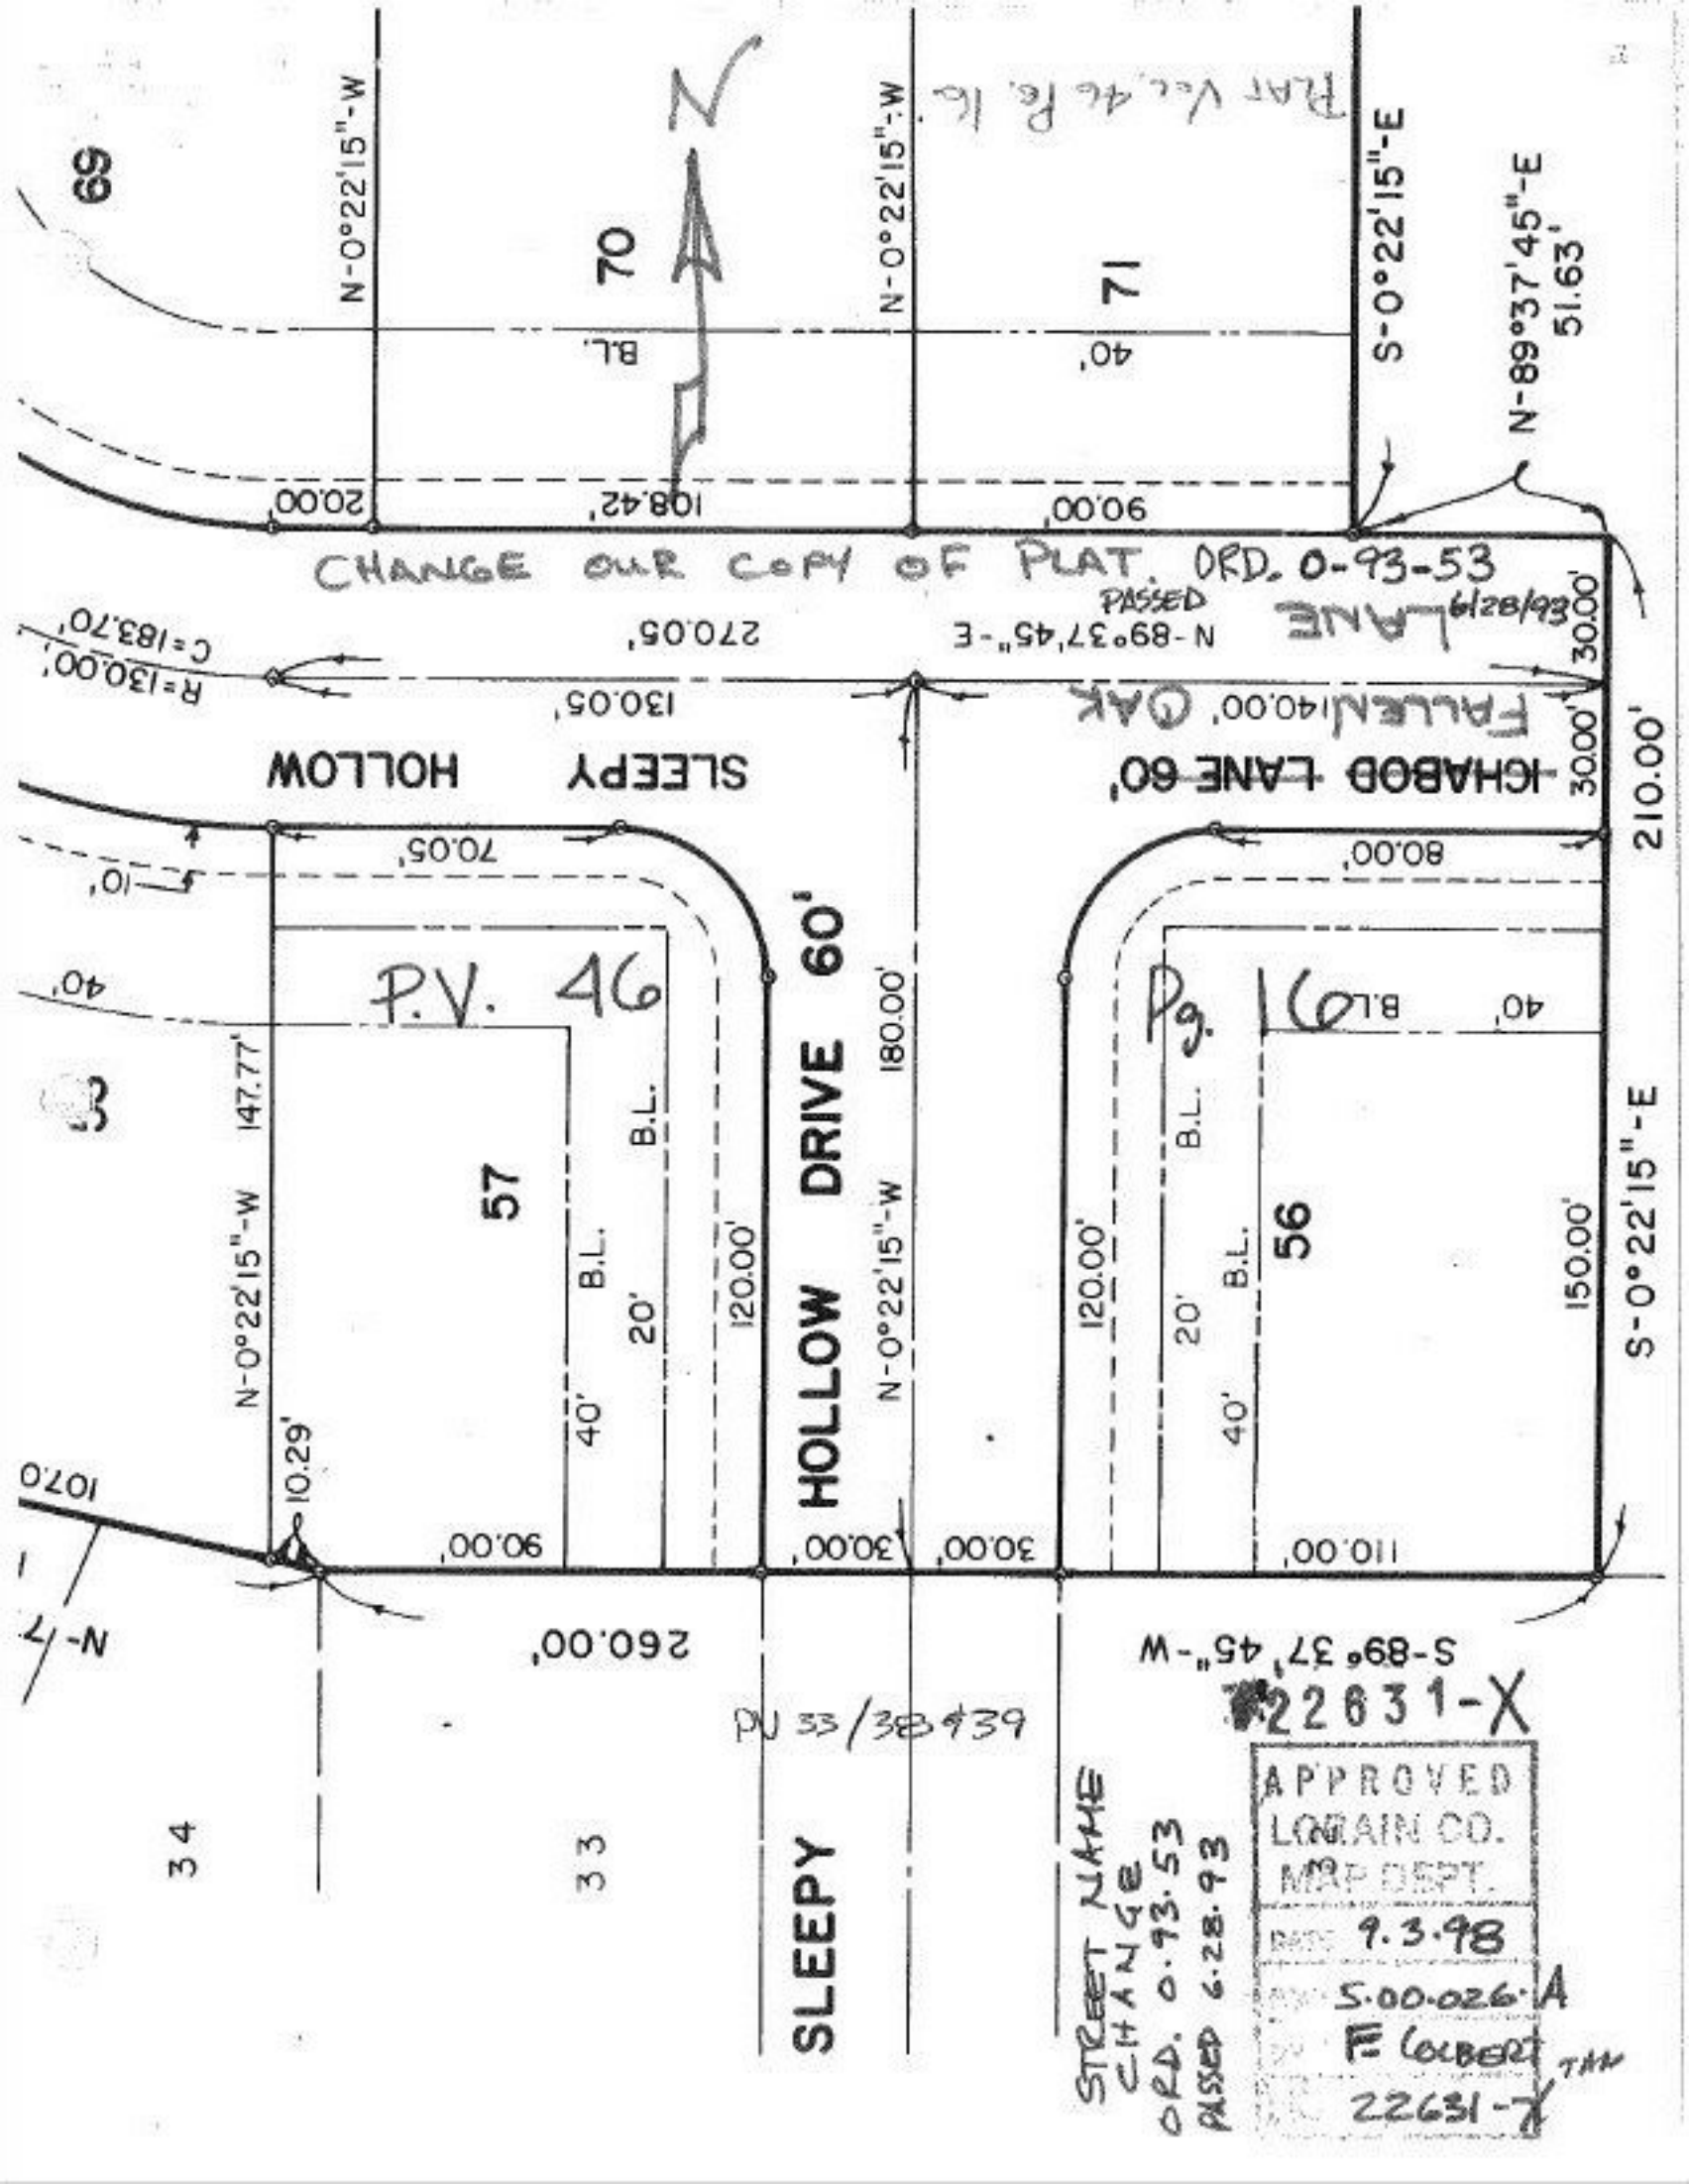 69
N-0°22'15"-W
70
B.L.
N
N-0°22'15"-W
71
40'
S-0°22'15"-E
N-89°37'45"-E
51.63'
20.00'
108.42'
90.00'
CHANGE OUR COPY OF PLAT. ORD. 0-93-53
PASSED 6/28/93
C=183.70'
R=130.00'
270.05'
N-89°37'45"-E
LANE
30.00'
130.05'
140.00'
FALLEN OAK
SLEEPY HOLLOW
ICHABOD LANE 60'
30.00'
210.00'
10'
70.05'
80.00'
40'
P.V. 46
Pg. 16
B.L.
40'
N-0°22'15"-W 147.77'
57
B.L.
40'
B.L.
20'
120.00'
HOLLOW DRIVE 60'
N-0°22'15"-W 180.00'
120.00'
B.L.
20'
B.L.
40'
56
150.00'
S-0°22'15"-E
10.29'
90.00'
30.00'
30.00'
110.00'
260.00'
S-89°37'45"-W
PV 33/38 & 39
34
33
SLEEPY
STREET NAME
CHANGE
ORD. 0.93.53
PASSED 6.28.93
22631-X
APPROVED
LORAIN CO.
MAP DEPT.
DATE 9.3.98
5.00.026.A
COLBERT
22631-X